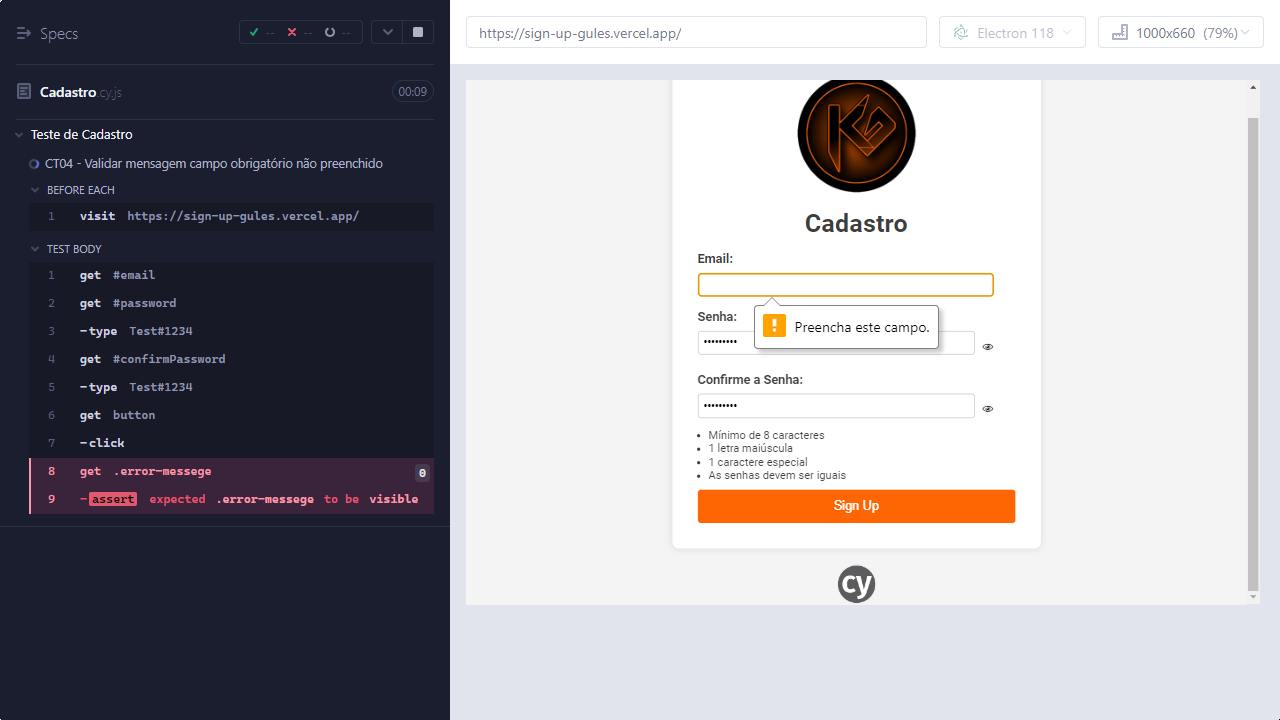 Specs
-- -- --
Cadastro.cy.js 00:09
Teste de Cadastro
CT04 - Validar mensagem campo obrigatório não preenchido
BEFORE EACH
1 visit https://sign-up-gules.vercel.app/
TEST BODY
1 get #email
2 get #password
3 -type Test#1234
4 get #confirmPassword
5 -type Test#1234
6 get button
7 -click
8 get .error-messege 0
9 -assert expected .error-messege to be visible
https://sign-up-gules.vercel.app/
Electron 118
1000x660 (79%)
KG
Cadastro
Email:
Preencha este campo.
Senha:
•••••••••
Confirme a Senha:
•••••••••
• Mínimo de 8 caracteres
• 1 letra maiúscula
• 1 caractere especial
• As senhas devem ser iguais
Sign Up
cy